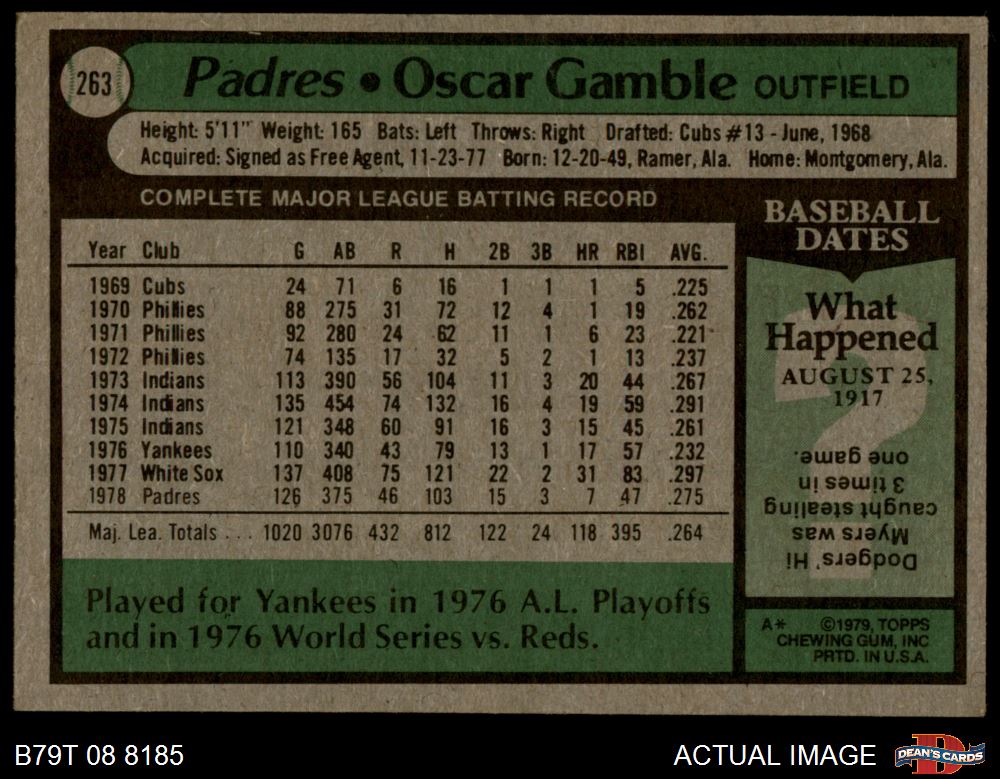 263
Padres • Oscar Gamble OUTFIELD
Height: 5'11" Weight: 165 Bats: Left Throws: Right Drafted: Cubs #13 - June, 1968
Acquired: Signed as Free Agent, 11-23-77 Born: 12-20-49, Ramer, Ala. Home: Montgomery, Ala.
COMPLETE MAJOR LEAGUE BATTING RECORD
Year Club G AB R H 2B 3B HR RBI AVG.
1969 Cubs 24 71 6 16 1 1 1 5 .225
1970 Phillies 88 275 31 72 12 4 1 19 .262
1971 Phillies 92 280 24 62 11 1 6 23 .221
1972 Phillies 74 135 17 32 5 2 1 13 .237
1973 Indians 113 390 56 104 11 3 20 44 .267
1974 Indians 135 454 74 132 16 4 19 59 .291
1975 Indians 121 348 60 91 16 3 15 45 .261
1976 Yankees 110 340 43 79 13 1 17 57 .232
1977 White Sox 137 408 75 121 22 2 31 83 .297
1978 Padres 126 375 46 103 15 3 7 47 .275
Maj. Lea. Totals . . . 1020 3076 432 812 122 24 118 395 .264
Played for Yankees in 1976 A.L. Playoffs
and in 1976 World Series vs. Reds.
BASEBALL
DATES
What
Happened
AUGUST 25,
1917
?
Dodgers' Hi
Myers was
caught stealing
3 times in
one game.
A* ©1979, TOPPS
CHEWING GUM, INC
PRTD. IN U.S.A.
B79T 08 8185
ACTUAL IMAGE
DEAN'S CARDS